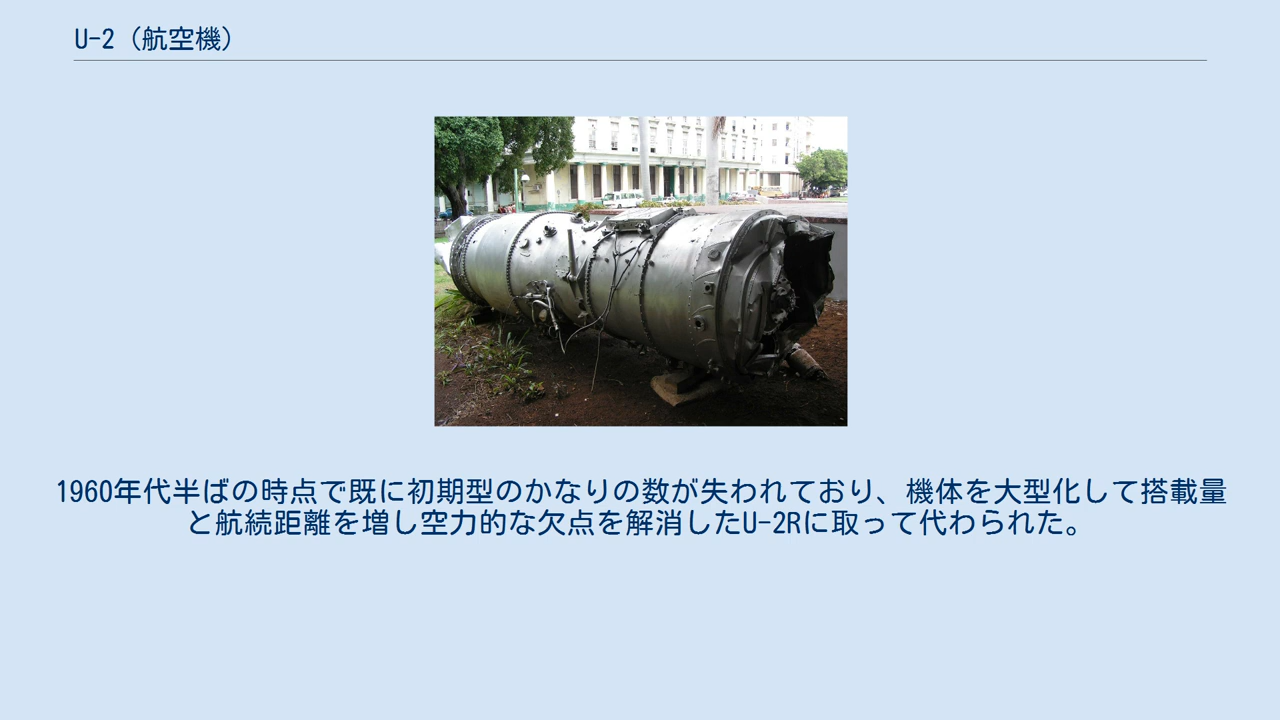 U-2（航空機）
1960年代半ばの時点で既に初期型のかなりの数が失われており、機体を大型化して搭載量
と航続距離を増し空力的な欠点を解消したU-2Rに取って代わられた。